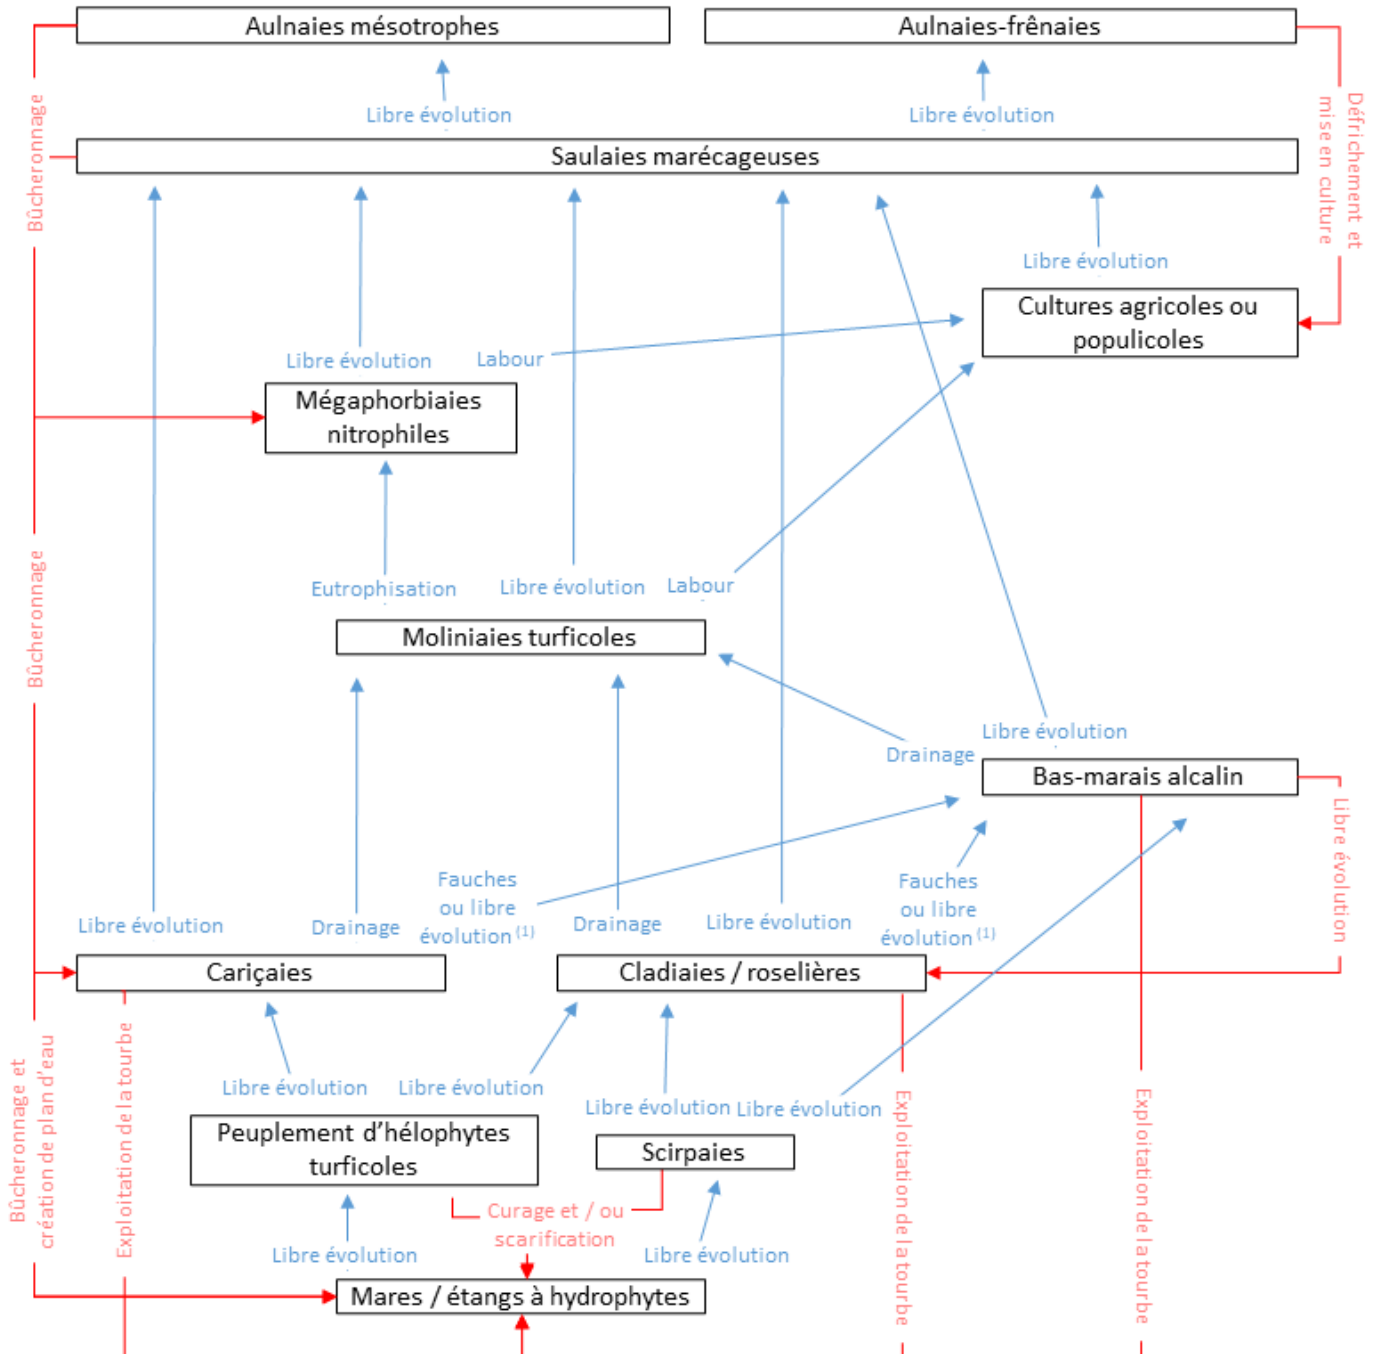 Aulnaies mésotrophes
Aulnaies-frênaies
Libre évolution
Libre évolution
Bûcheronnage
Défrichement et
mise en culture
Saulaies marécageuses
Libre évolution
Cultures agricoles ou
populicoles
Libre évolution
Labour
Mégaphorbiaies
nitrophiles
Bûcheronnage
Eutrophisation
Libre évolution
Labour
Moliniaies turficoles
Libre évolution
Drainage
Bas-marais alcalin
Libre évolution
Fauches
ou libre
évolution (1)
Fauches
ou libre
évolution (1)
Libre évolution
Drainage
Drainage
Libre évolution
Cariçaies
Cladiaies / roselières
Bûcheronnage et
création de plan d'eau
Exploitation de la tourbe
Libre évolution
Libre évolution
Libre évolution
Libre évolution
Exploitation de la tourbe
Exploitation de la tourbe
Peuplement d'hélophytes
turficoles
Scirpaies
Curage et / ou
scarification
Libre évolution
Libre évolution
Mares / étangs à hydrophytes